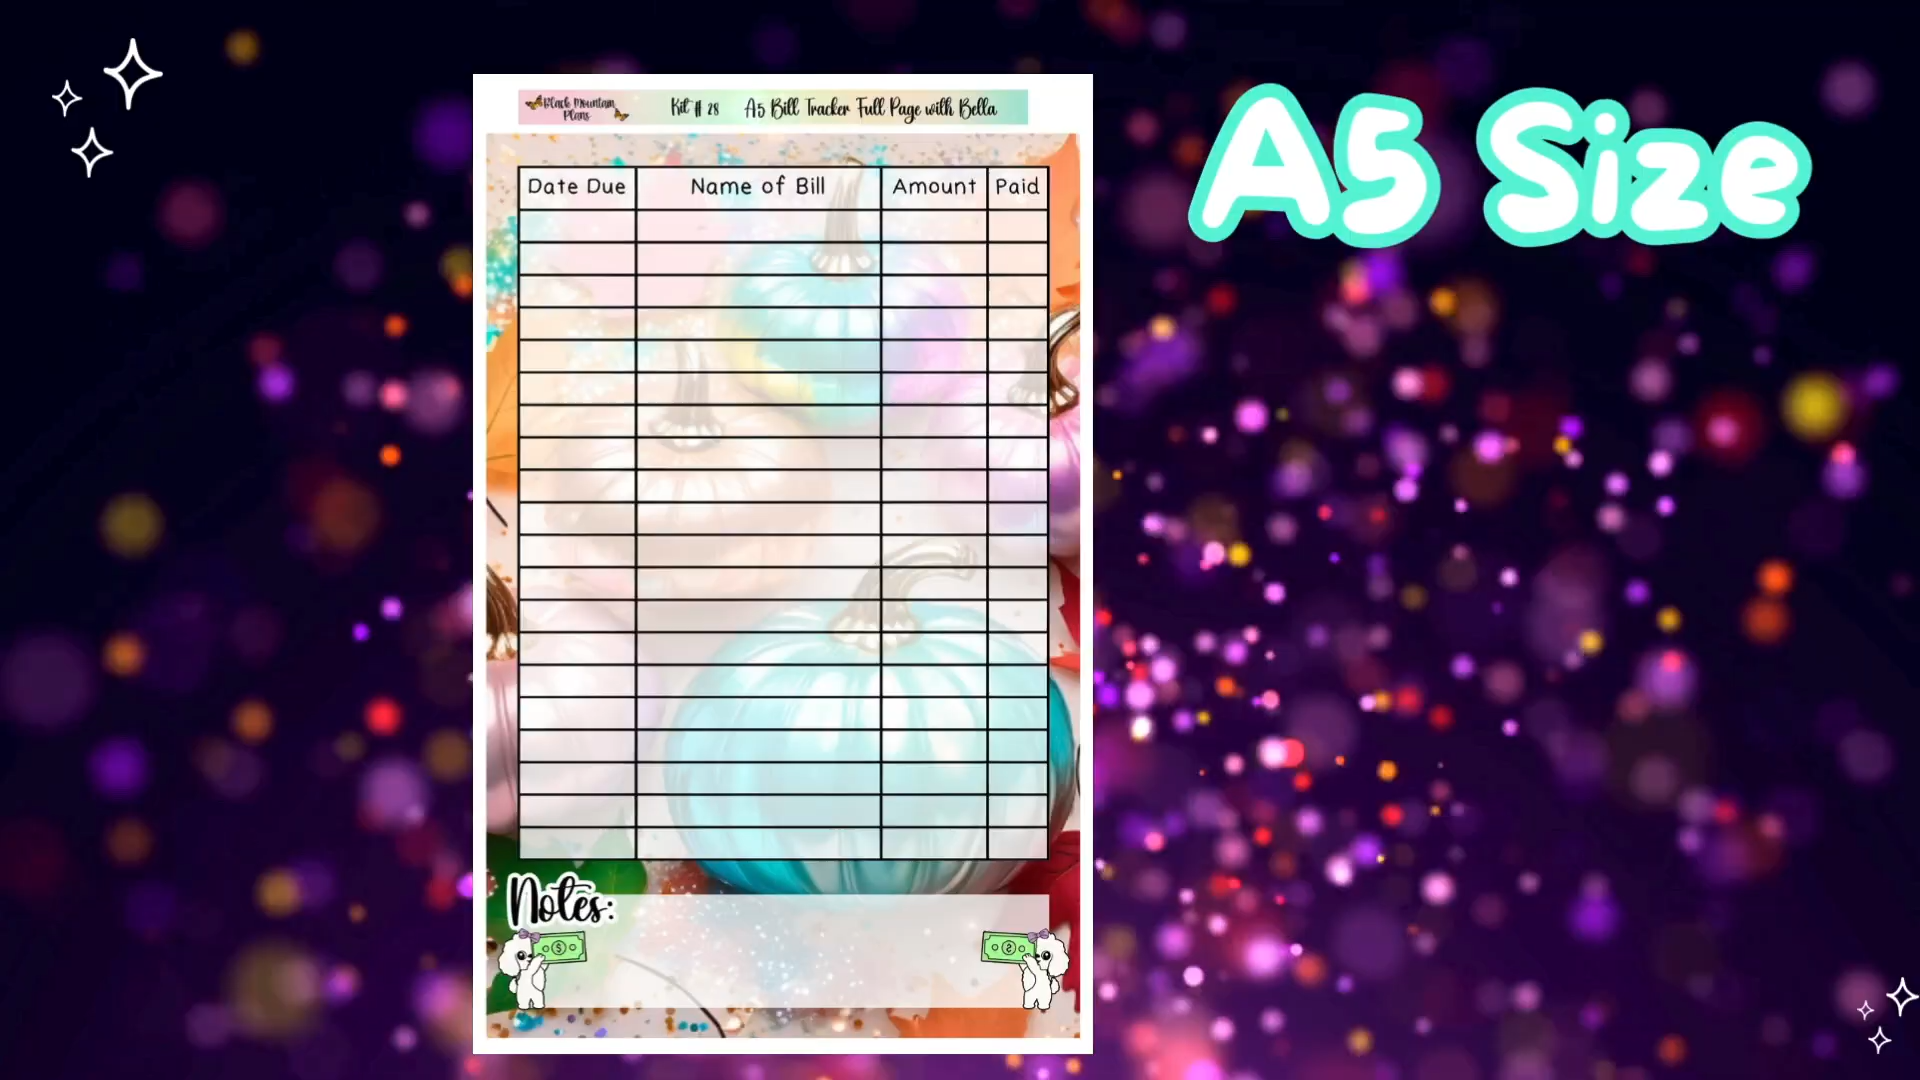 Black Mountain
Plans
Kit # 28 A5 Bill Tracker Full Page with Bella
A5 Size
Date Due Name of Bill Amount Paid
Notes:
$ $